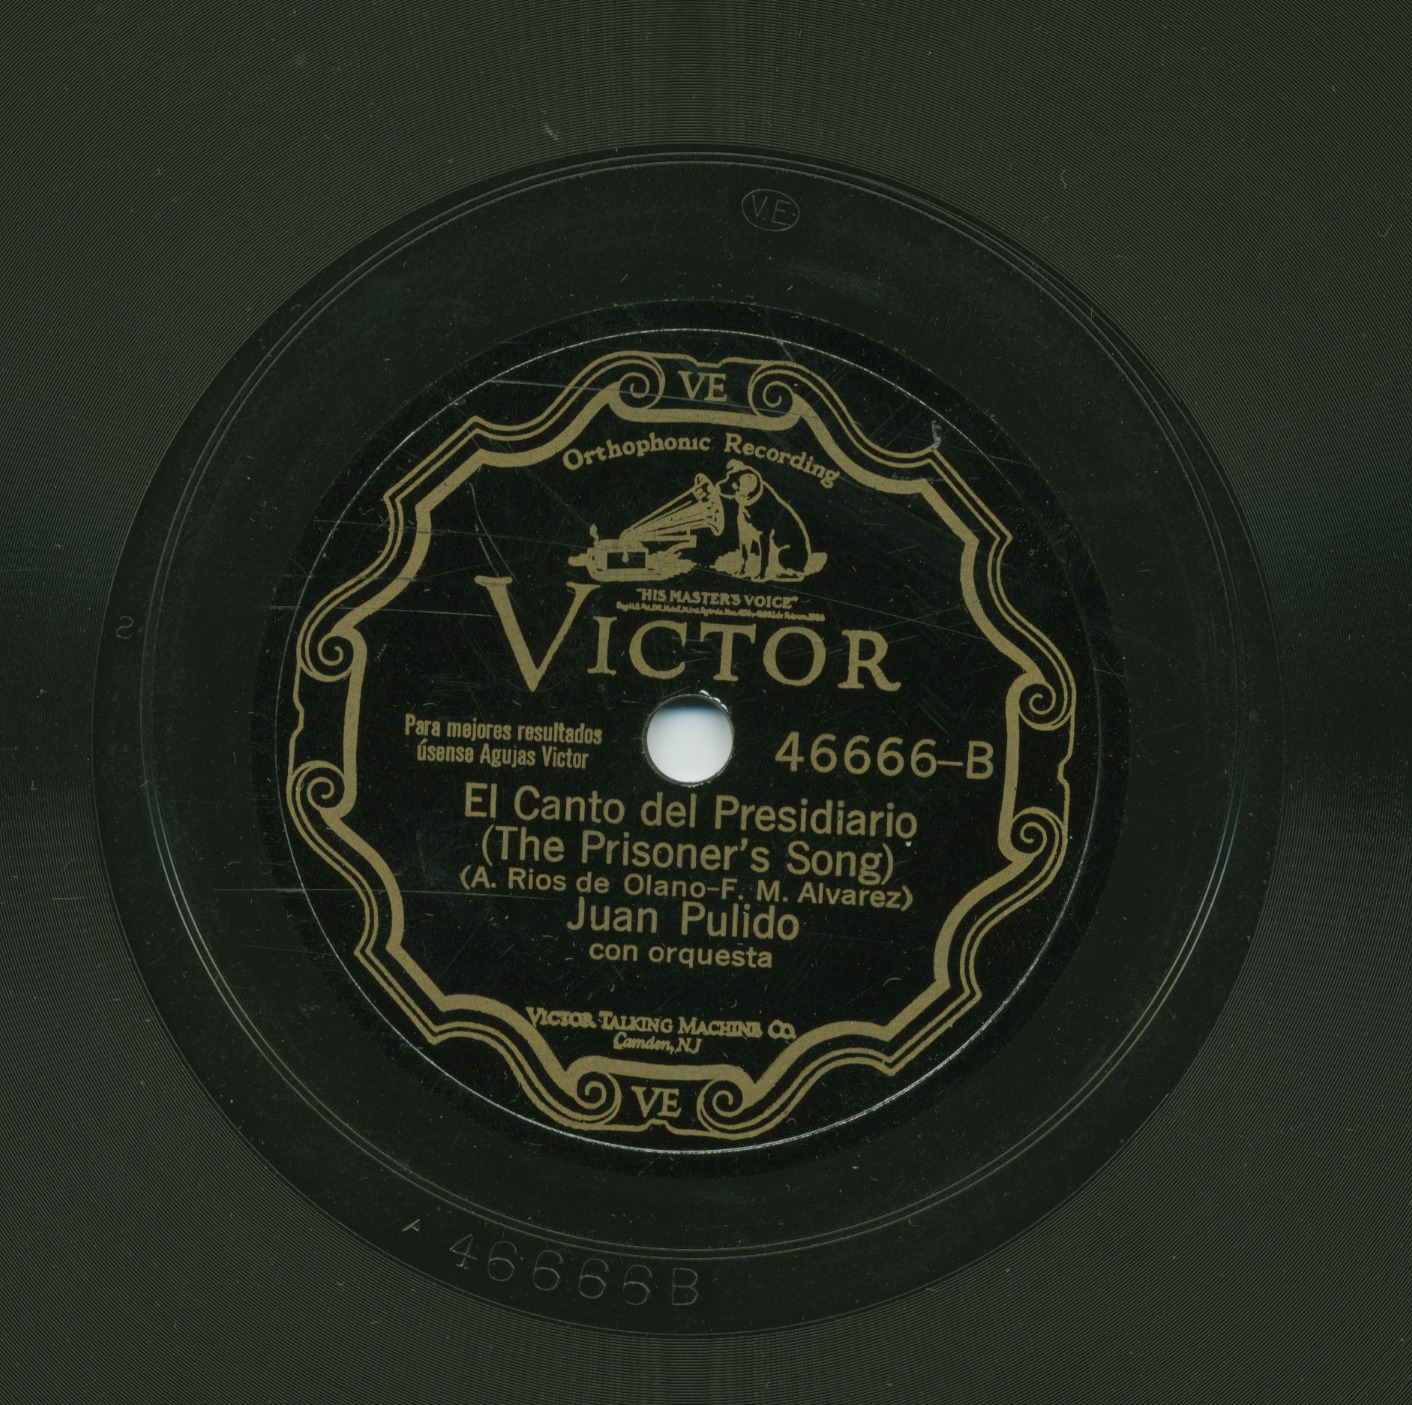 V.E.
VE
Orthophonic Recording
"HIS MASTER'S VOICE"
VICTOR
Para mejores resultados
úsense Agujas Victor
46666-B
El Canto del Presidiario
(The Prisoner's Song)
(A. Rios de Olano-F. M. Alvarez)
Juan Pulido
con orquesta
VICTOR TALKING MACHINE CO.
Camden, NJ
VE
A 46666B